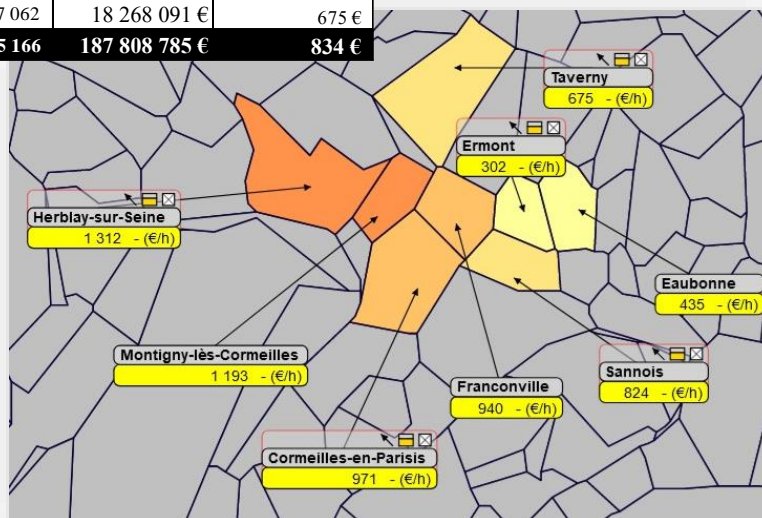 7 062 18 268 091 € 675 €
5 166 187 808 785 € 834 €
Taverny
675 - (€/h)
Ermont
302 - (€/h)
Herblay-sur-Seine
1 312 - (€/h)
Eaubonne
435 - (€/h)
Montigny-lès-Cormeilles
1 193 - (€/h)
Sannois
824 - (€/h)
Franconville
940 - (€/h)
Cormeilles-en-Parisis
971 - (€/h)